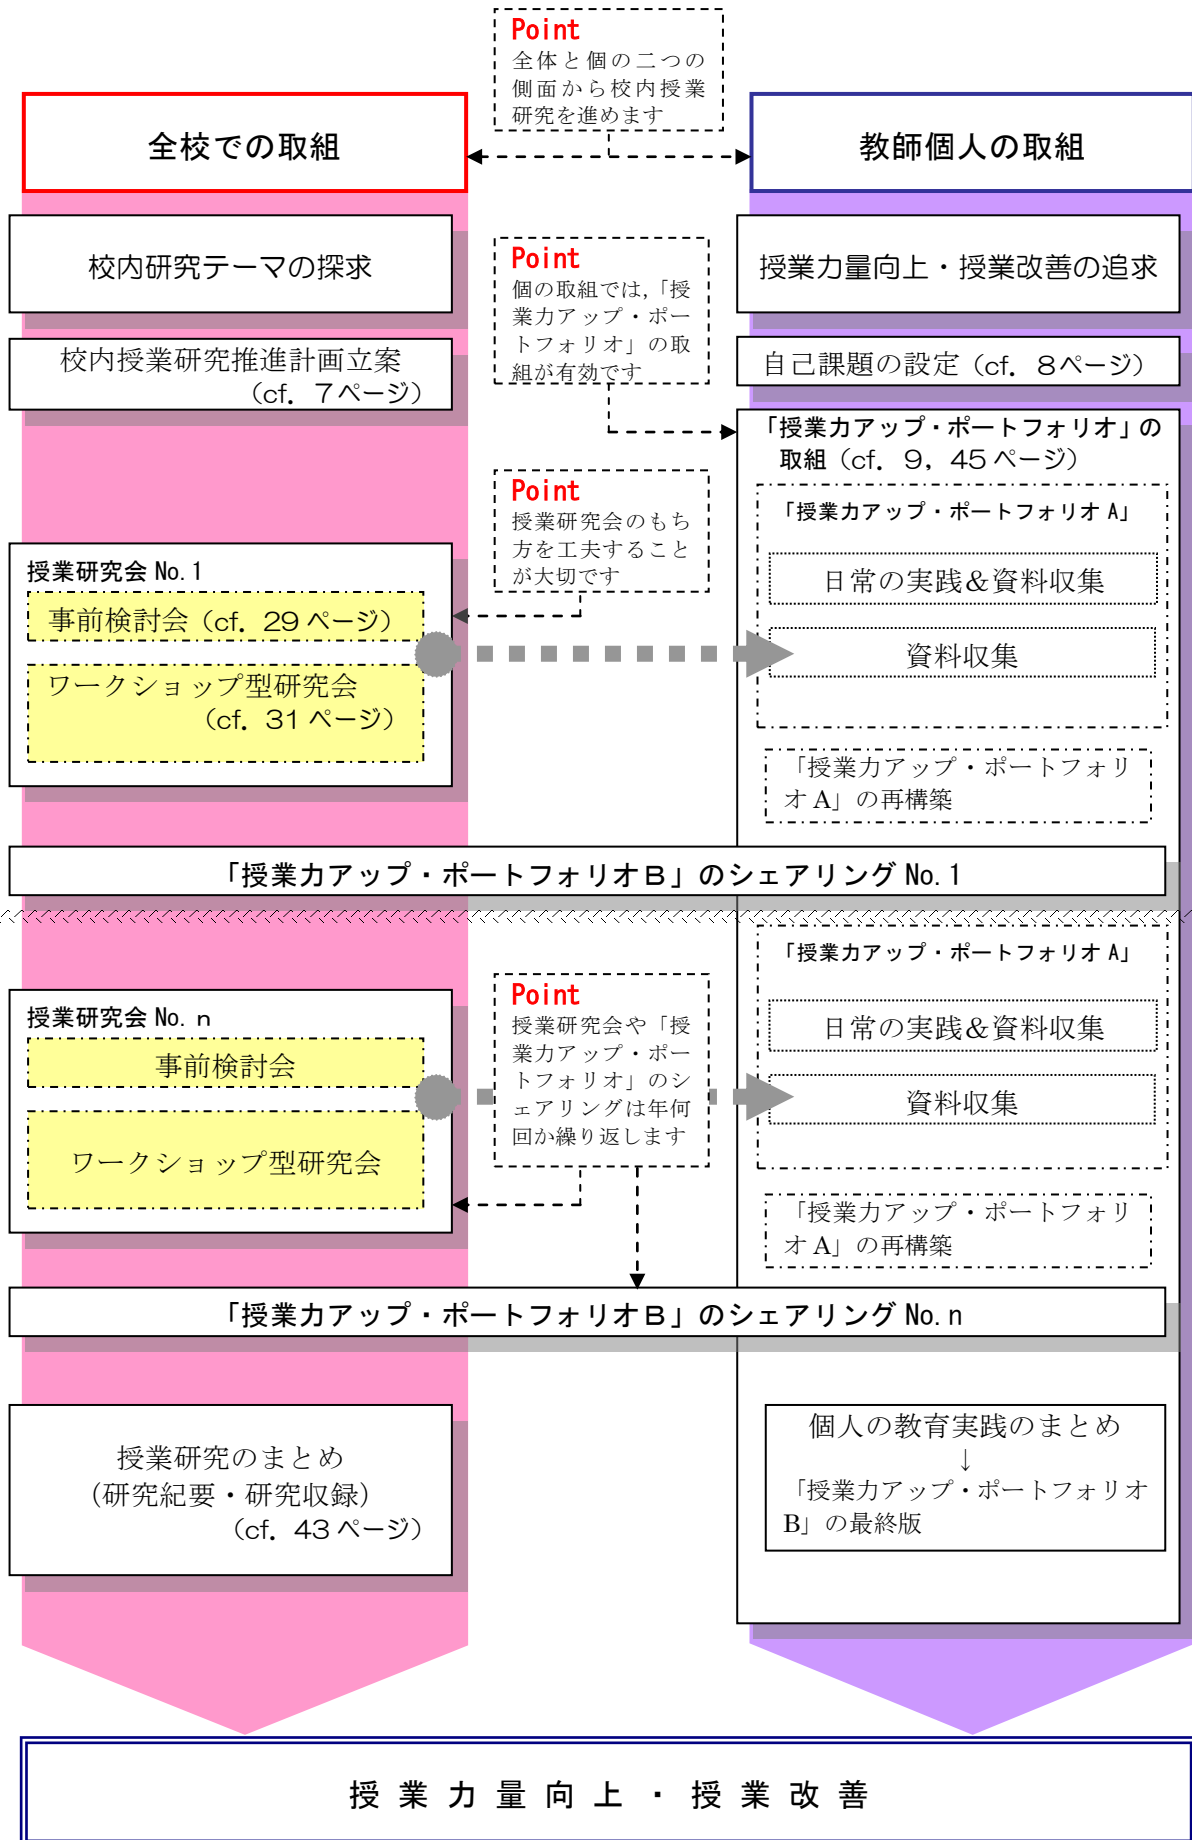 Point
全体と個の二つの
側面から校内授業
研究を進めます
全校での取組
教師個人の取組
校内研究テーマの探求
Point
個の取組では,「授
業力アップ・ポー
トフォリオ」の取
組が有効です
授業力量向上・授業改善の追求
校内授業研究推進計画立案
(cf. 7ページ)
自己課題の設定(cf. 8ページ)
「授業力アップ・ポートフォリオ」の
取組(cf. 9, 45ページ)
Point
授業研究会のもち
方を工夫すること
が大切です
「授業力アップ・ポートフォリオA」
日常の実践&資料収集
資料収集
授業研究会 No.1
事前検討会(cf. 29ページ)
ワークショップ型研究会
(cf. 31ページ)
「授業力アップ・ポートフォリ
オA」の再構築
「授業力アップ・ポートフォリオB」のシェアリング No.1
「授業力アップ・ポートフォリオA」
日常の実践&資料収集
資料収集
Point
授業研究会や「授
業力アップ・ポー
トフォリオ」のシ
ェアリングは年何
回か繰り返します
授業研究会 No. n
事前検討会
ワークショップ型研究会
「授業力アップ・ポートフォリ
オA」の再構築
「授業力アップ・ポートフォリオB」のシェアリング No.n
授業研究のまとめ
(研究紀要・研究収録)
(cf. 43ページ)
個人の教育実践のまとめ
↓
「授業力アップ・ポートフォリオ
B」の最終版
授業力量向上・授業改善